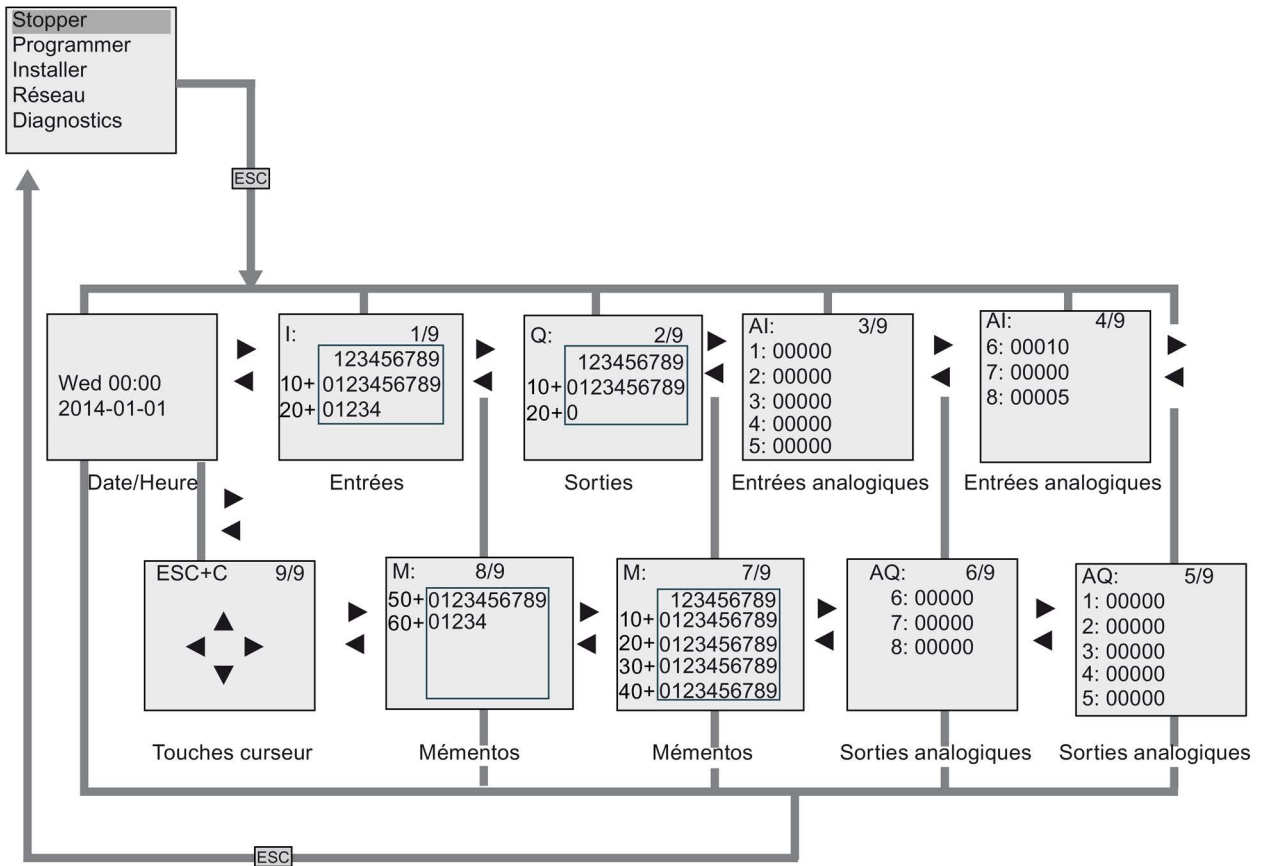 Stopper
Programmer
Installer
Réseau
Diagnostics
ESC
Wed 00:00
2014-01-01
Date/Heure
I: 1/9
123456789
10+0123456789
20+01234
Entrées
Q: 2/9
123456789
10+0123456789
20+0
Sorties
AI: 3/9
1: 00000
2: 00000
3: 00000
4: 00000
5: 00000
Entrées analogiques
AI: 4/9
6: 00010
7: 00000
8: 00005
Entrées analogiques
ESC+C 9/9
Touches curseur
M: 8/9
50+0123456789
60+01234
Mémentos
M: 7/9
123456789
10+0123456789
20+0123456789
30+0123456789
40+0123456789
Mémentos
AQ: 6/9
6: 00000
7: 00000
8: 00000
Sorties analogiques
AQ: 5/9
1: 00000
2: 00000
3: 00000
4: 00000
5: 00000
Sorties analogiques
ESC